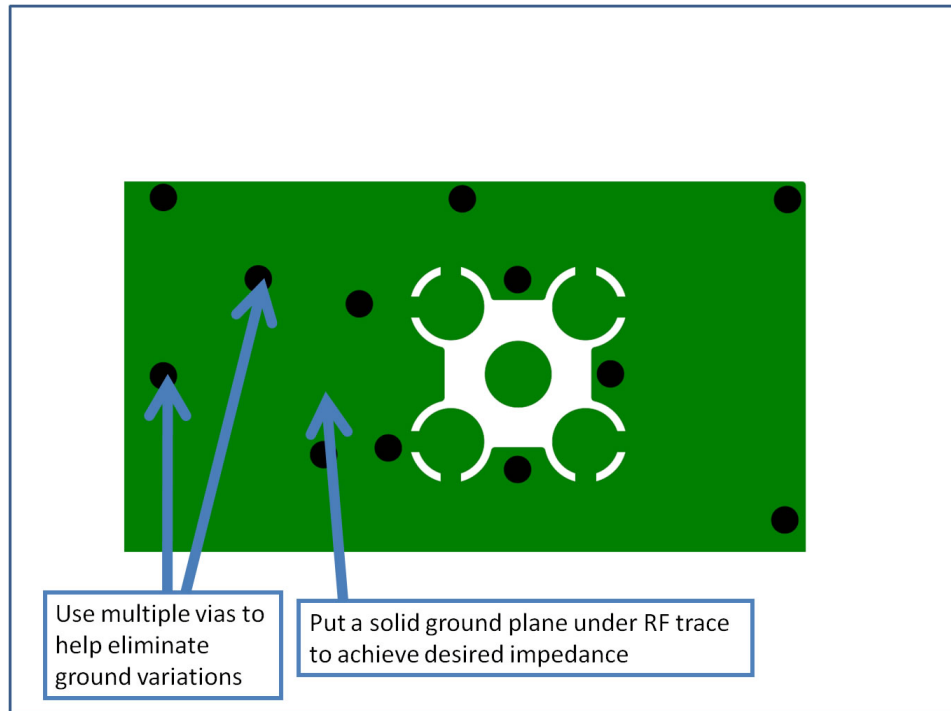 Use multiple vias to
help eliminate
ground variations
Put a solid ground plane under RF trace
to achieve desired impedance